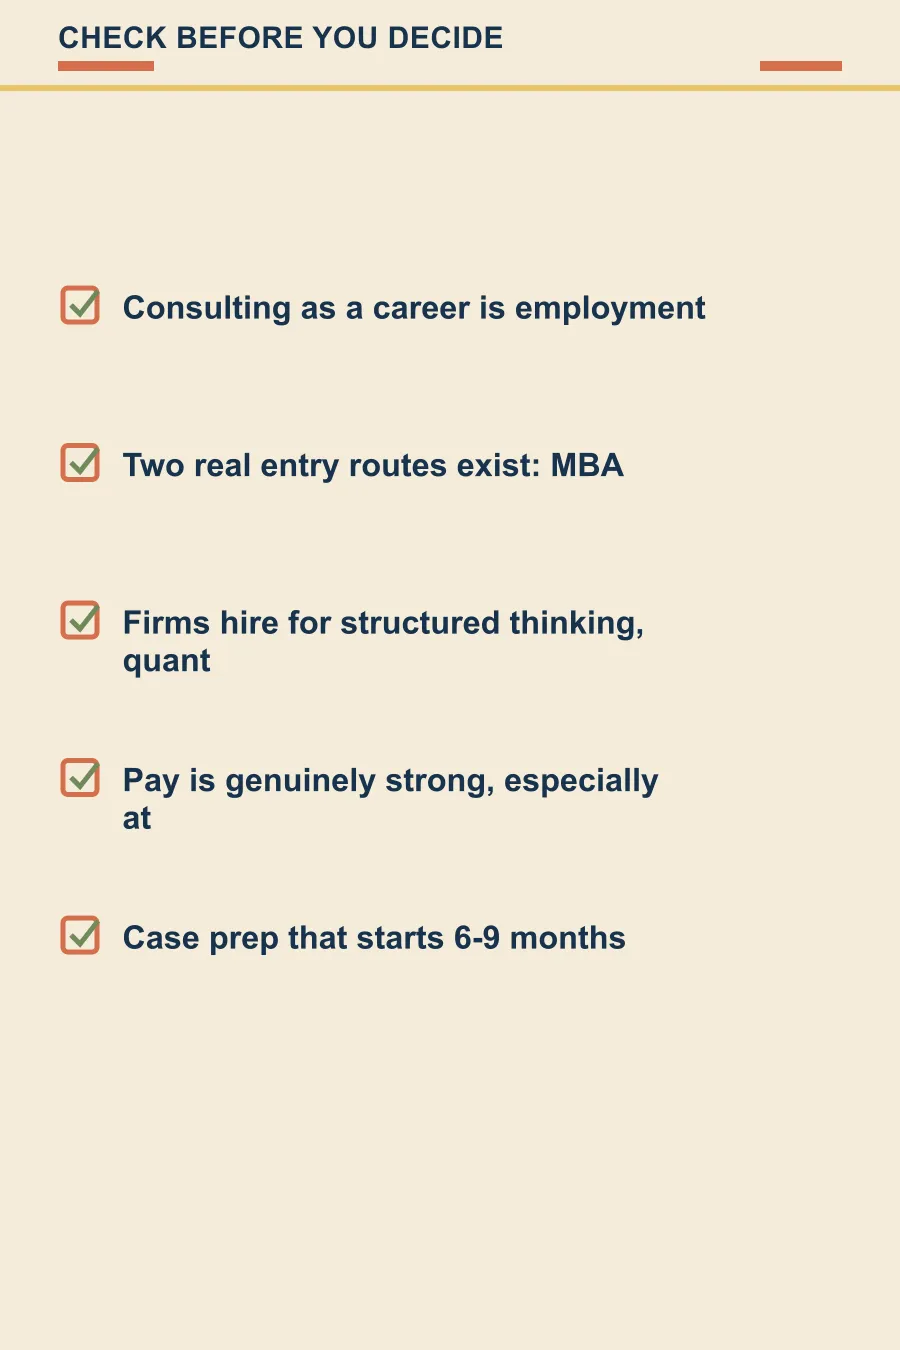 CHECK BEFORE YOU DECIDE
Consulting as a career is employment
Two real entry routes exist: MBA
Firms hire for structured thinking,
quant
Pay is genuinely strong, especially
at
Case prep that starts 6-9 months